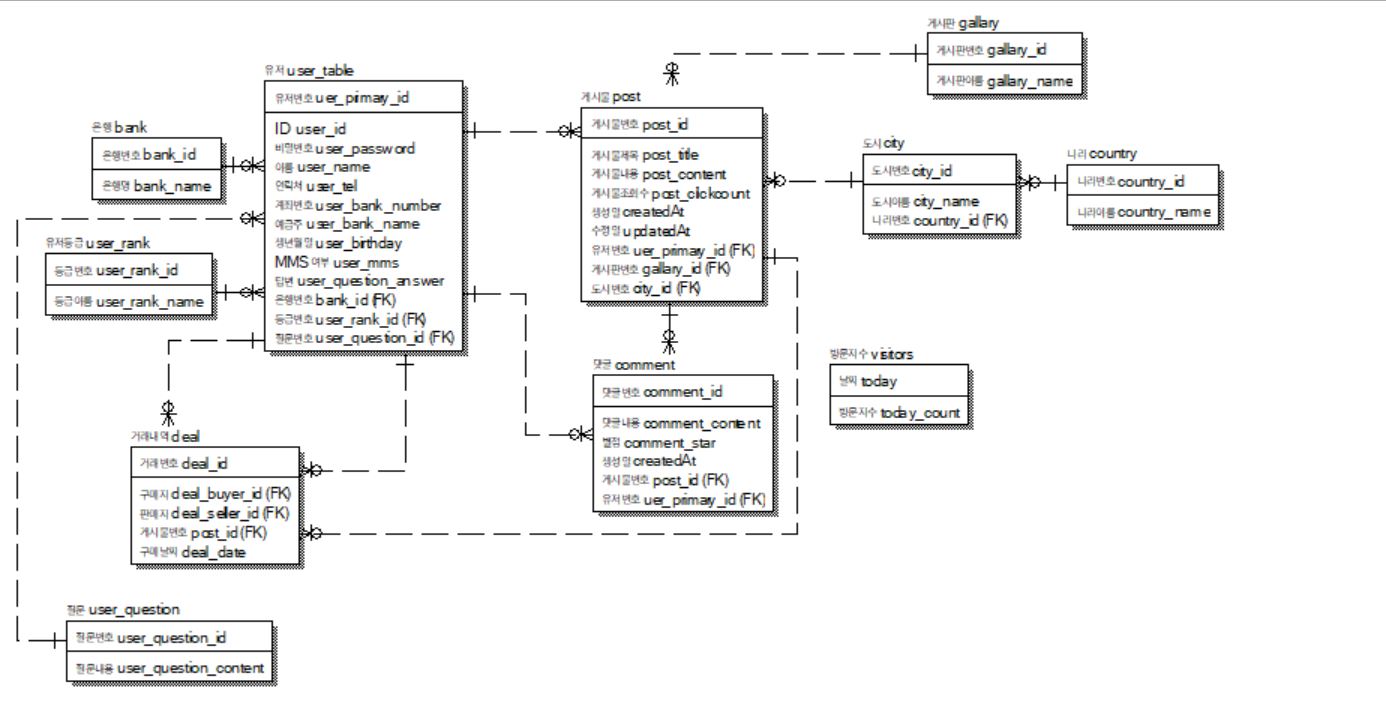 게시판 gallary
게시판번호 gallary_id
게시판이름 gallary_name
유저 user_table
유저번호 uer_primary_id
ID user_id
비밀번호 user_password
이름 user_name
연락처 user_tel
계좌번호 user_bank_number
예금주 user_bank_name
생년월일 user_birthday
MMS 여부 user_mms
답변 user_question_answer
은행번호 bank_id (FK)
등급번호 user_rank_id (FK)
질문번호 user_question_id (FK)
은행 bank
은행번호 bank_id
은행명 bank_name
유저등급 user_rank
등급번호 user_rank_id
등급이름 user_rank_name
게시물 post
게시물번호 post_id
게시물제목 post_title
게시물내용 post_content
게시물조회수 post_clickcount
생성일 createdAt
수정일 updatedAt
유저번호 uer_primary_id (FK)
게시판번호 gallary_id (FK)
도시번호 city_id (FK)
도시 city
도시번호 city_id
도시이름 city_name
나라번호 country_id (FK)
나라 country
나라번호 country_id
나라이름 country_name
댓글 comment
댓글번호 comment_id
댓글내용 comment_content
별점 comment_star
생성일 createdAt
게시물번호 post_id (FK)
유저번호 uer_primary_id (FK)
방문자수 visitors
날짜 today
방문자수 today_count
거래내역 deal
거래번호 deal_id
구매자 deal_buyer_id (FK)
판매자 deal_seller_id (FK)
게시물번호 post_id (FK)
구매날짜 deal_date
질문 user_question
질문번호 user_question_id
질문내용 user_question_content